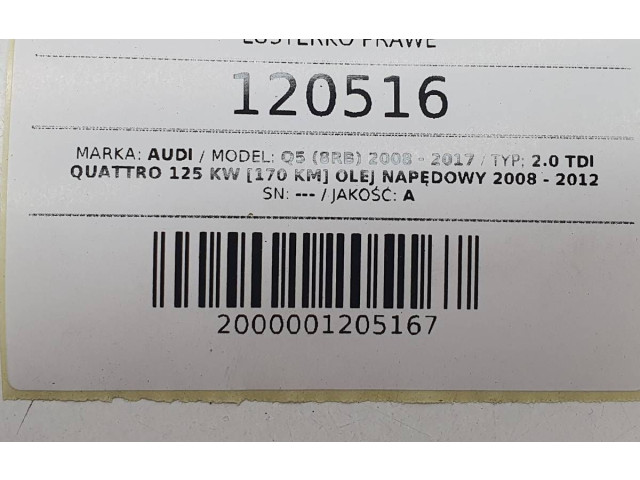 LUSTERKO PRAWE
120516
MARKA: AUDI / MODEL: Q5 (8RB) 2008 - 2017 / TYP: 2.0 TDI
QUATTRO 125 KW [170 KM] OLEJ NAPĘDOWY 2008 - 2012
SN: --- / JAKOŚĆ: A
2000001205167